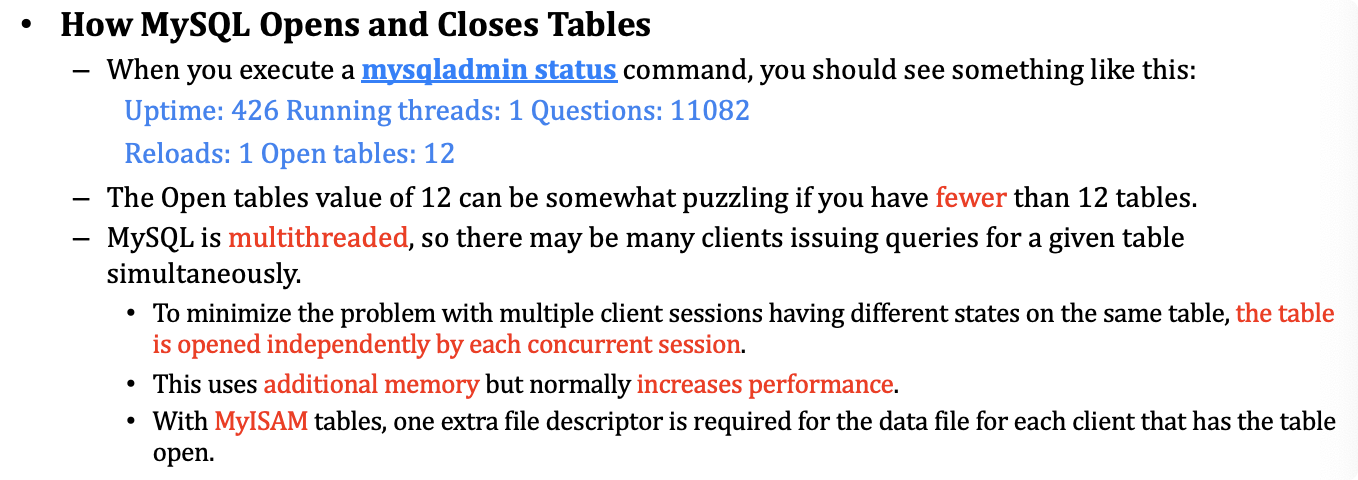 • How MySQL Opens and Closes Tables
– When you execute a mysqladmin status command, you should see something like this:
Uptime: 426 Running threads: 1 Questions: 11082
Reloads: 1 Open tables: 12
– The Open tables value of 12 can be somewhat puzzling if you have fewer than 12 tables.
– MySQL is multithreaded, so there may be many clients issuing queries for a given table
simultaneously.
• To minimize the problem with multiple client sessions having different states on the same table, the table
is opened independently by each concurrent session.
• This uses additional memory but normally increases performance.
• With MyISAM tables, one extra file descriptor is required for the data file for each client that has the table
open.